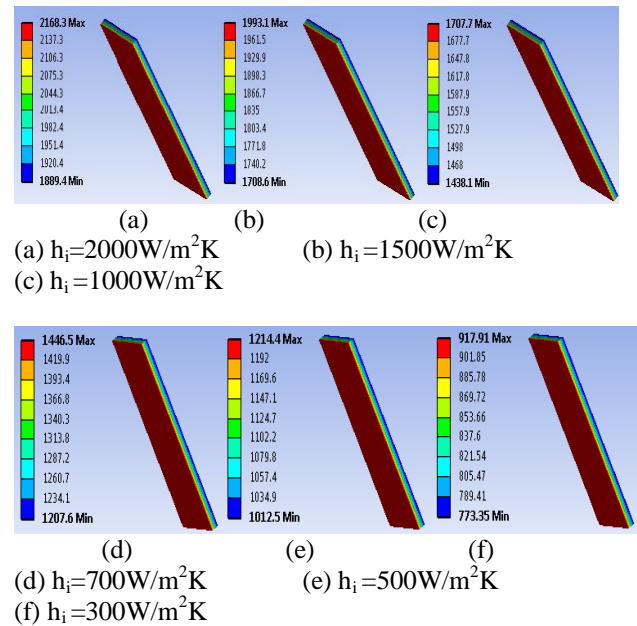 2168.3 Max
2137.3
2106.3
2075.3
2044.3
2013.4
1982.4
1951.4
1920.4
1889.4 Min
1993.1 Max
1961.5
1929.9
1898.3
1866.7
1835
1803.4
1771.8
1740.2
1708.6 Min
1707.7 Max
1677.7
1647.8
1617.8
1587.9
1557.9
1527.9
1498
1468
1438.1 Min
(a) (b) (c)
(a) hᵢ=2000W/m²K (b) hᵢ =1500W/m²K
(c) hᵢ =1000W/m²K
1446.5 Max
1419.9
1393.4
1366.8
1340.3
1313.8
1287.2
1260.7
1234.1
1207.6 Min
1214.4 Max
1192
1169.6
1147.1
1124.7
1102.2
1079.8
1057.4
1034.9
1012.5 Min
917.91 Max
901.85
885.78
869.72
853.66
837.6
821.54
805.47
789.41
773.35 Min
(d) (e) (f)
(d) hᵢ=700W/m²K (e) hᵢ =500W/m²K
(f) hᵢ =300W/m²K